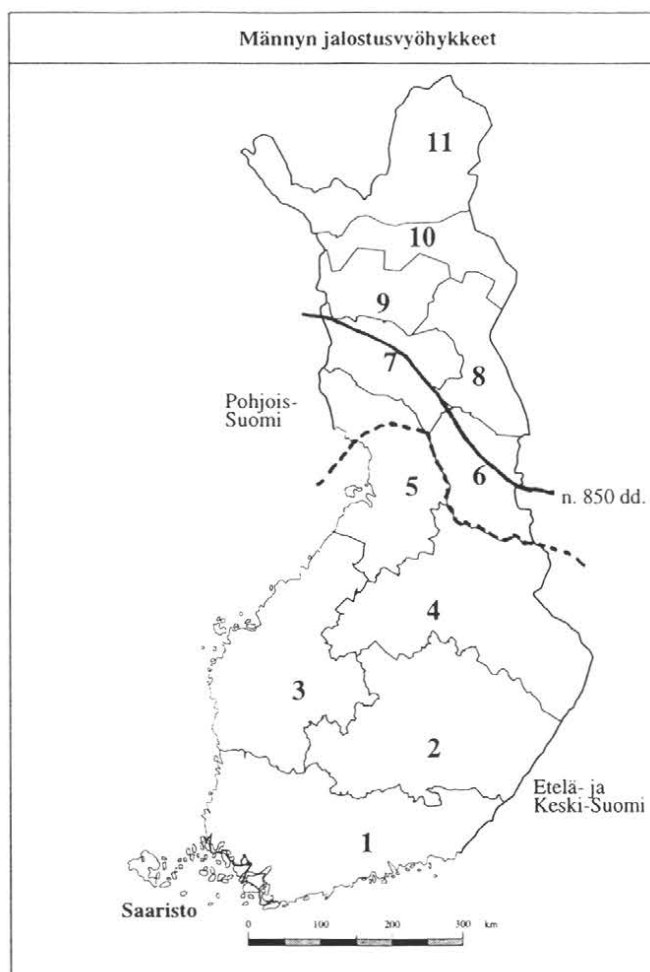 Männyn jalostusvyöhykkeet
11
10
9
7
8
Pohjois-
Suomi
6
5
n. 850 dd.
4
3
2
Etelä- ja
Keski-Suomi
1
Saaristo
0 100 200 300 km